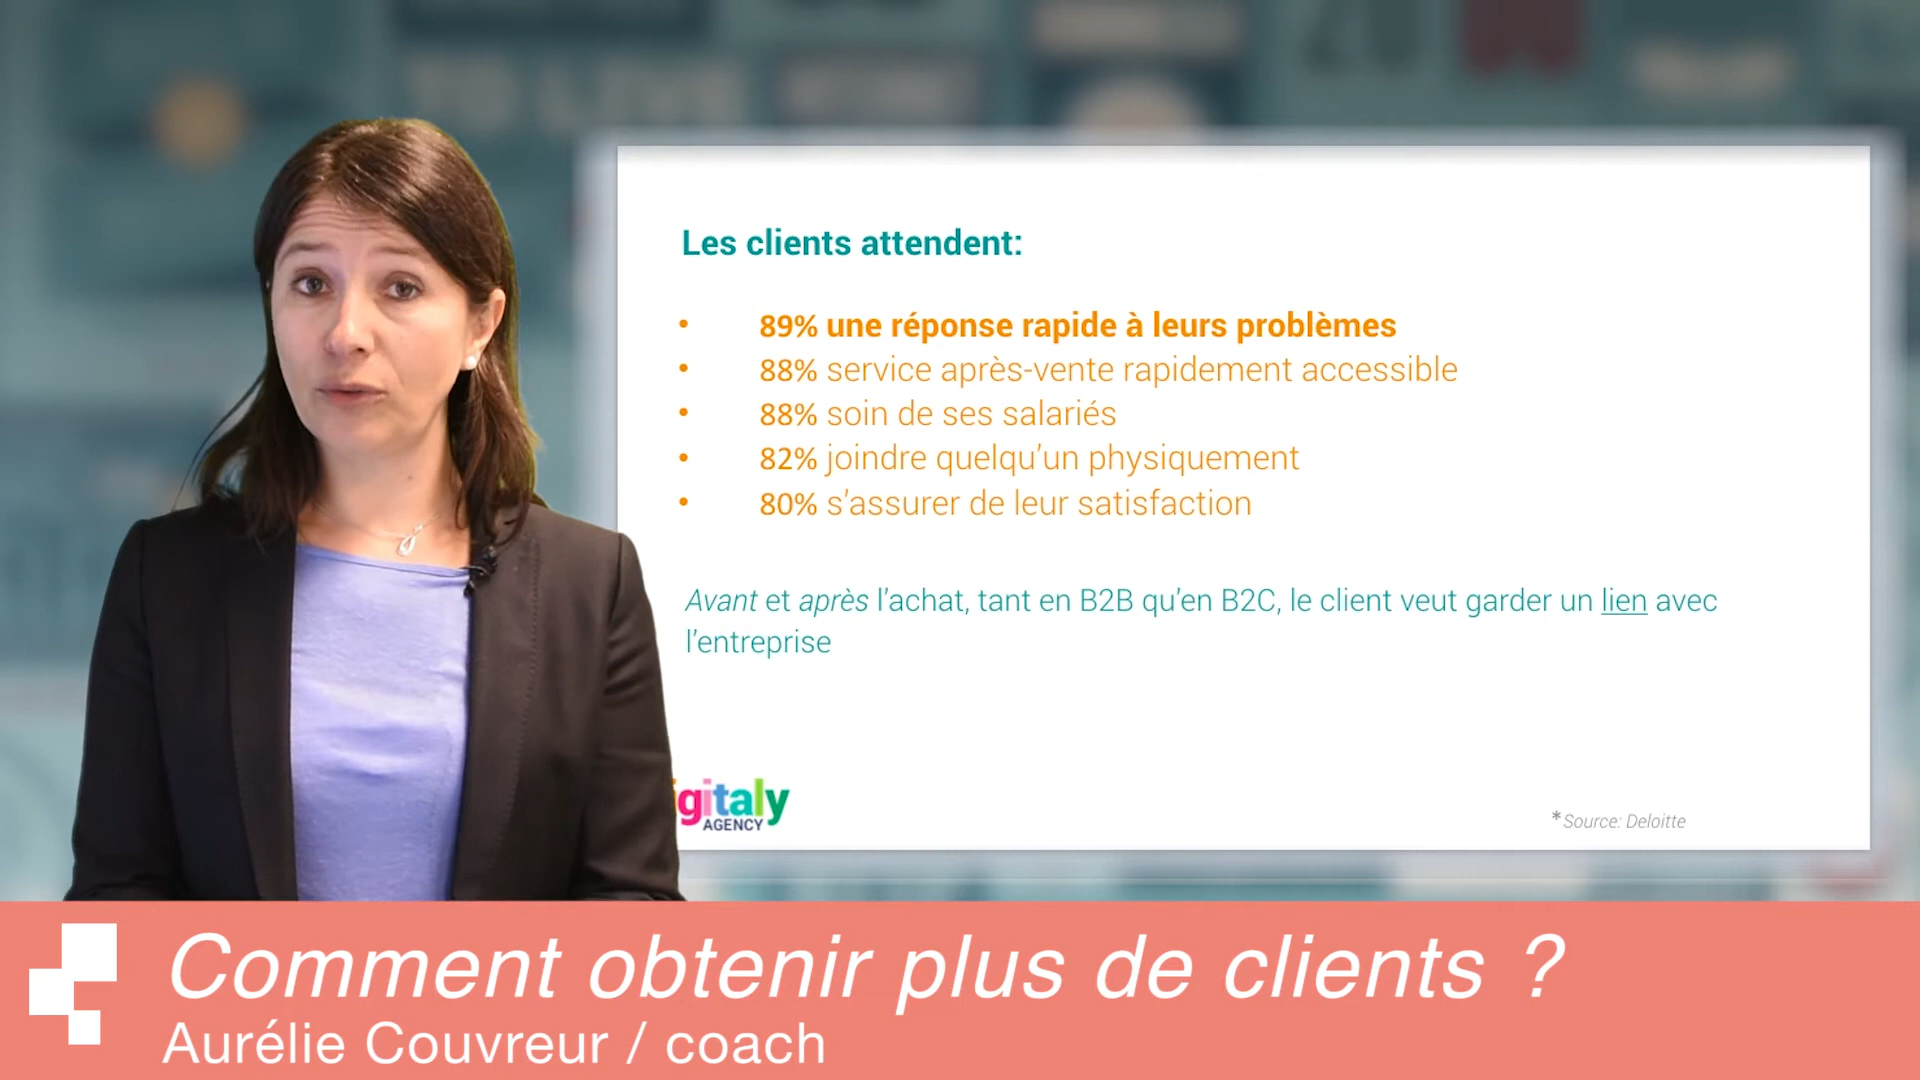 Les clients attendent:
• 89% une réponse rapide à leurs problèmes
• 88% service après-vente rapidement accessible
• 88% soin de ses salariés
• 82% joindre quelqu'un physiquement
• 80% s'assurer de leur satisfaction
Avant et après l'achat, tant en B2B qu'en B2C, le client veut garder un lien avec
l'entreprise
igitaly
AGENCY
*Source: Deloitte
Comment obtenir plus de clients ?
Aurélie Couvreur / coach